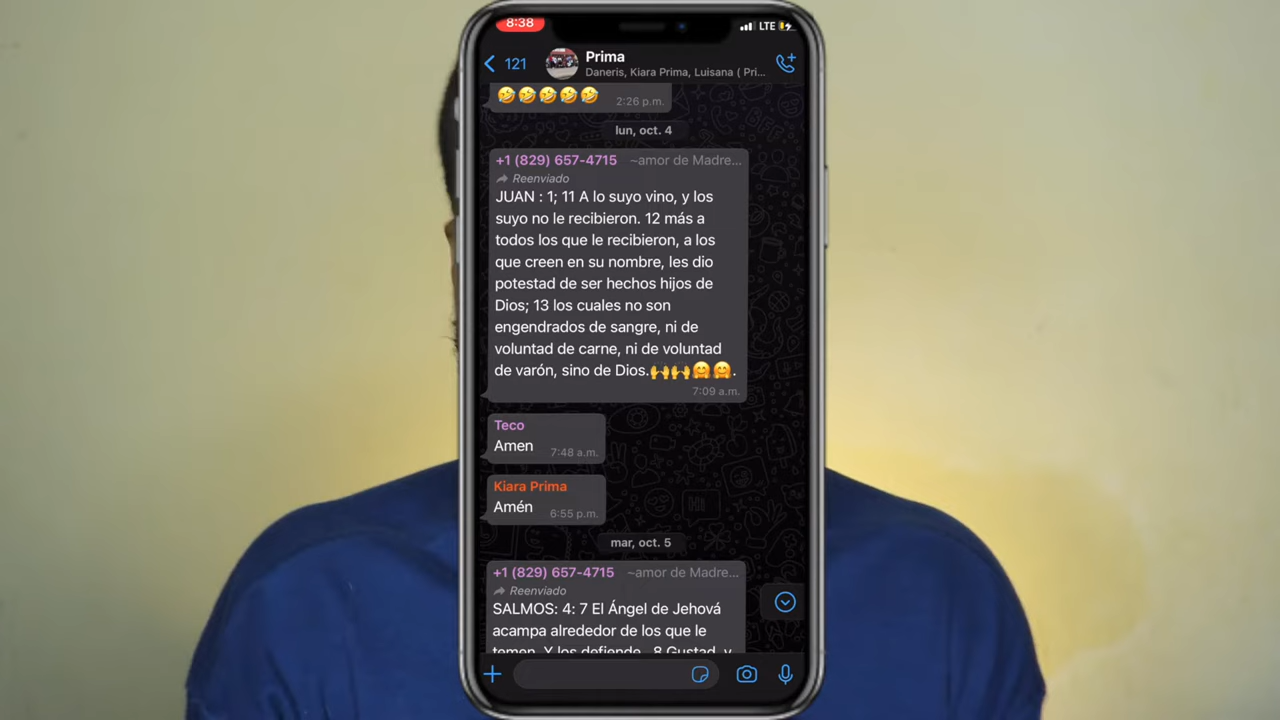 8:38
LTE
121
Prima
Daneris, Kiara Prima, Luisana ( Pri...
🤣🤣🤣🤣🤣
2:26 p.m.
lun, oct. 4
+1 (829) 657-4715 ~amor de Madre...
Reenviado
JUAN : 1; 11 A lo suyo vino, y los
suyo no le recibieron. 12 más a
todos los que le recibieron, a los
que creen en su nombre, les dio
potestad de ser hechos hijos de
Dios; 13 los cuales no son
engendrados de sangre, ni de
voluntad de carne, ni de voluntad
de varón, sino de Dios.🙌🙌🤗🤗.
7:09 a.m.
Teco
Amen
7:48 a.m.
Kiara Prima
Amén
6:55 p.m.
mar, oct. 5
+1 (829) 657-4715 ~amor de Madre...
Reenviado
SALMOS: 4: 7 El Ángel de Jehová
acampa alrededor de los que le
temen, Y los defiende. 8 Gustad, y